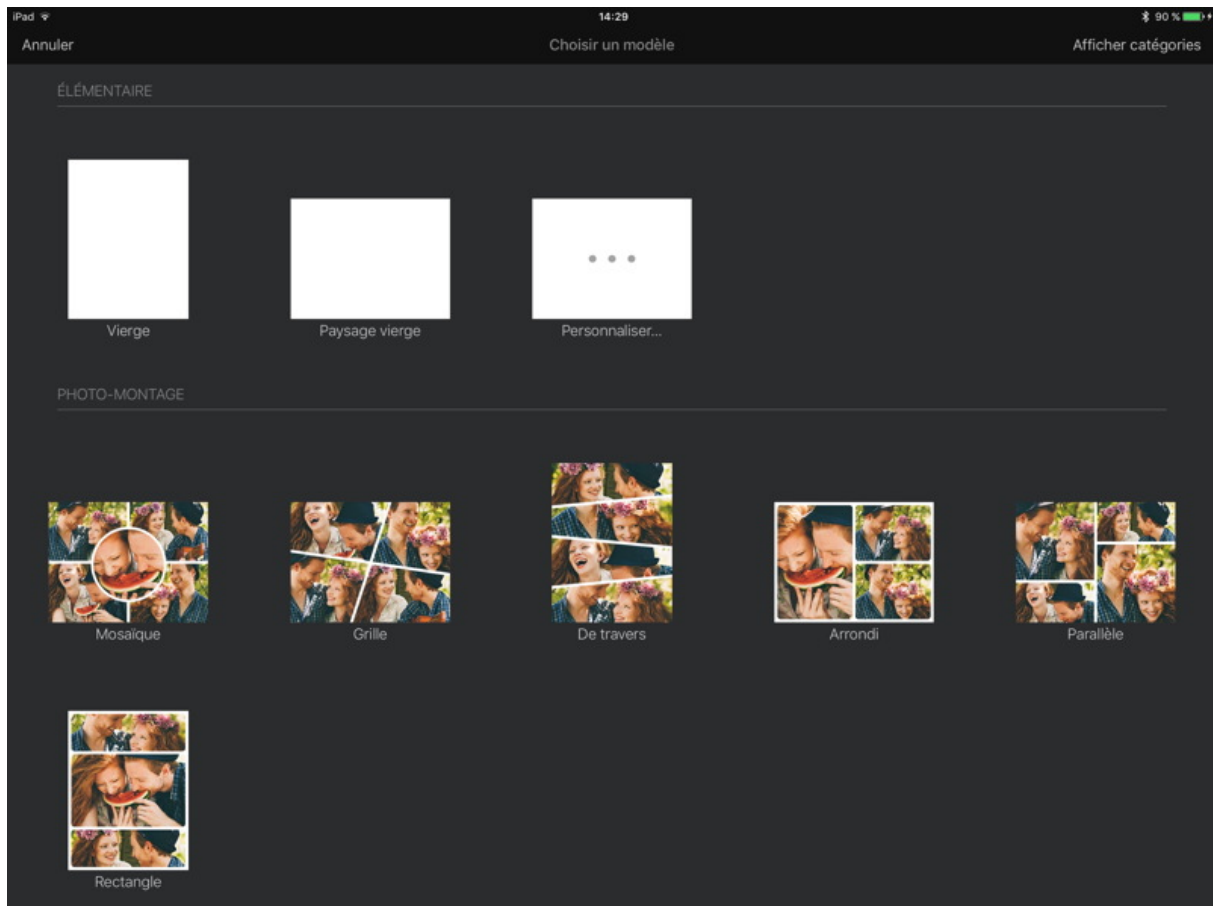 iPad 14:29 90 %
Annuler Choisir un modèle Afficher catégories
ÉLÉMENTAIRE
Vierge Paysage vierge Personnaliser...
PHOTO-MONTAGE
Mosaïque Grille De travers Arrondi Parallèle
Rectangle